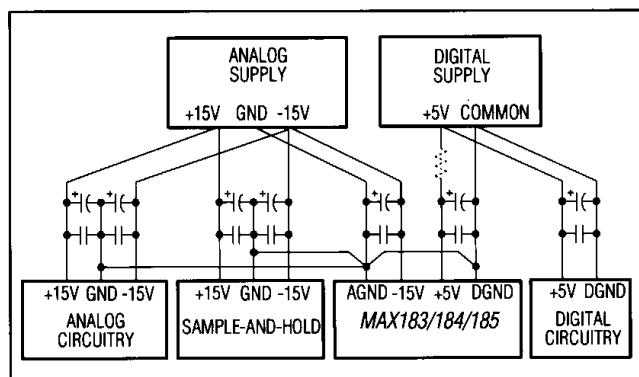 ANALOG
SUPPLY
+15V GND -15V
DIGITAL
SUPPLY
+5V COMMON
+ + + + + + +
+15V GND -15V
ANALOG
CIRCUITRY
+15V GND -15V
SAMPLE-AND-HOLD
AGND -15V +5V DGND
MAX183/184/185
+5V DGND
DIGITAL
CIRCUITRY